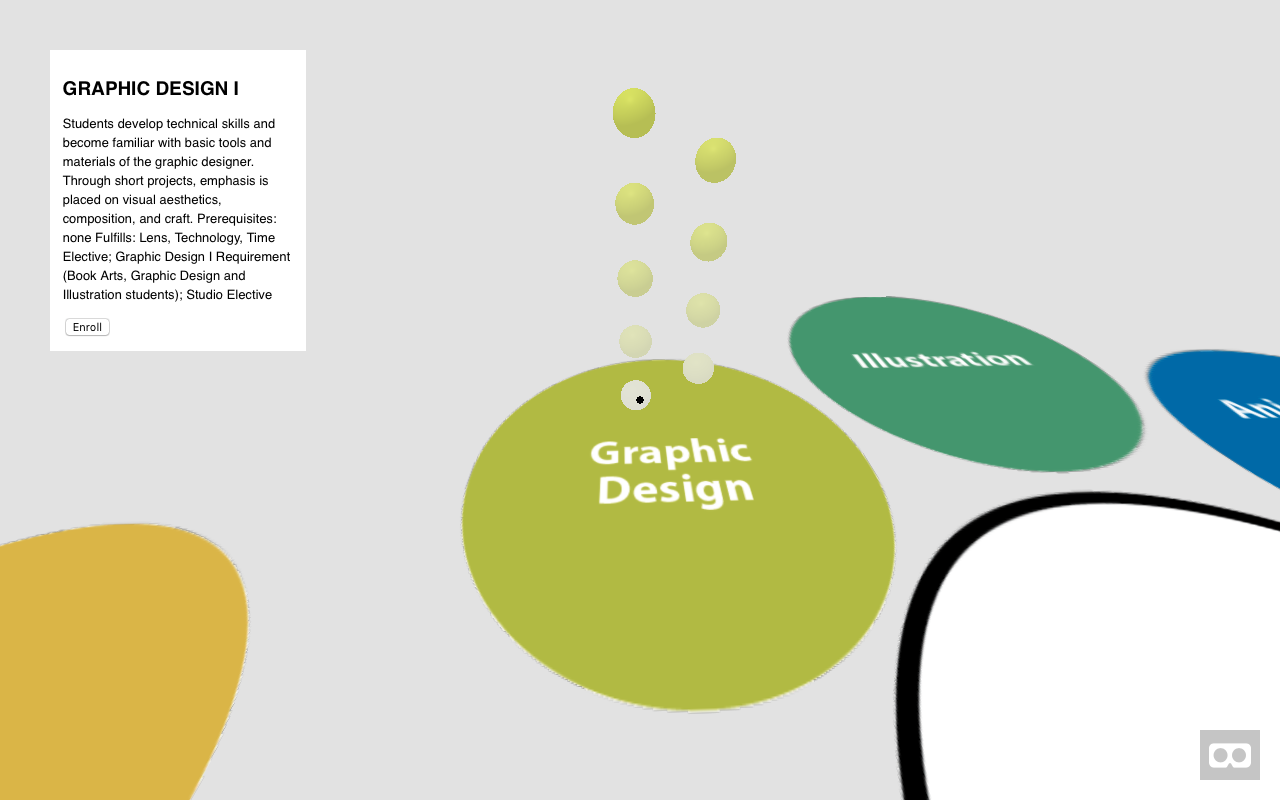 GRAPHIC DESIGN I
Students develop technical skills and
become familiar with basic tools and
materials of the graphic designer.
Through short projects, emphasis is
placed on visual aesthetics,
composition, and craft. Prerequisites:
none Fulfills: Lens, Technology, Time
Elective; Graphic Design I Requirement
(Book Arts, Graphic Design and
Illustration students); Studio Elective
Enroll
Illustration
Graphic
Design